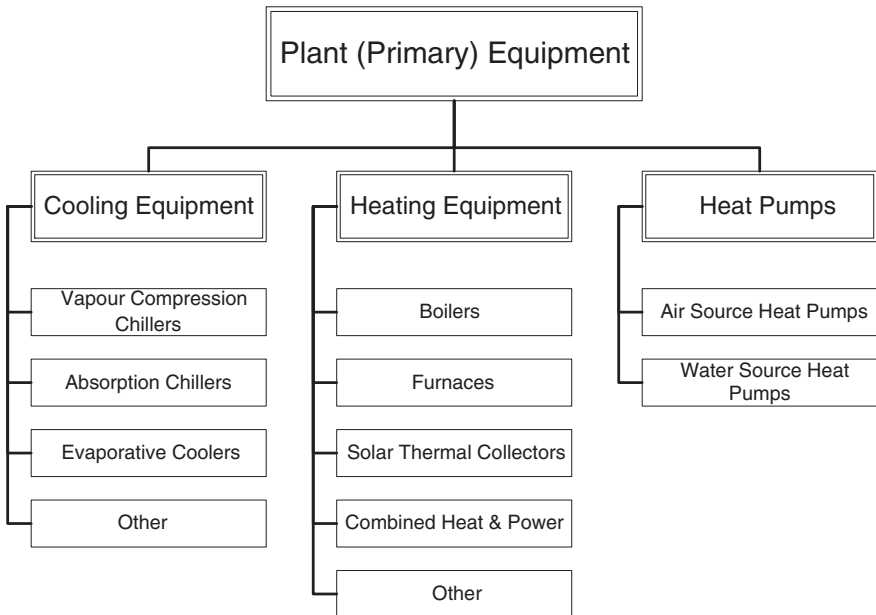 Plant (Primary) Equipment
Cooling Equipment
Vapour Compression
Chillers
Absorption Chillers
Evaporative Coolers
Other
Heating Equipment
Boilers
Furnaces
Solar Thermal Collectors
Combined Heat & Power
Other
Heat Pumps
Air Source Heat Pumps
Water Source Heat
Pumps